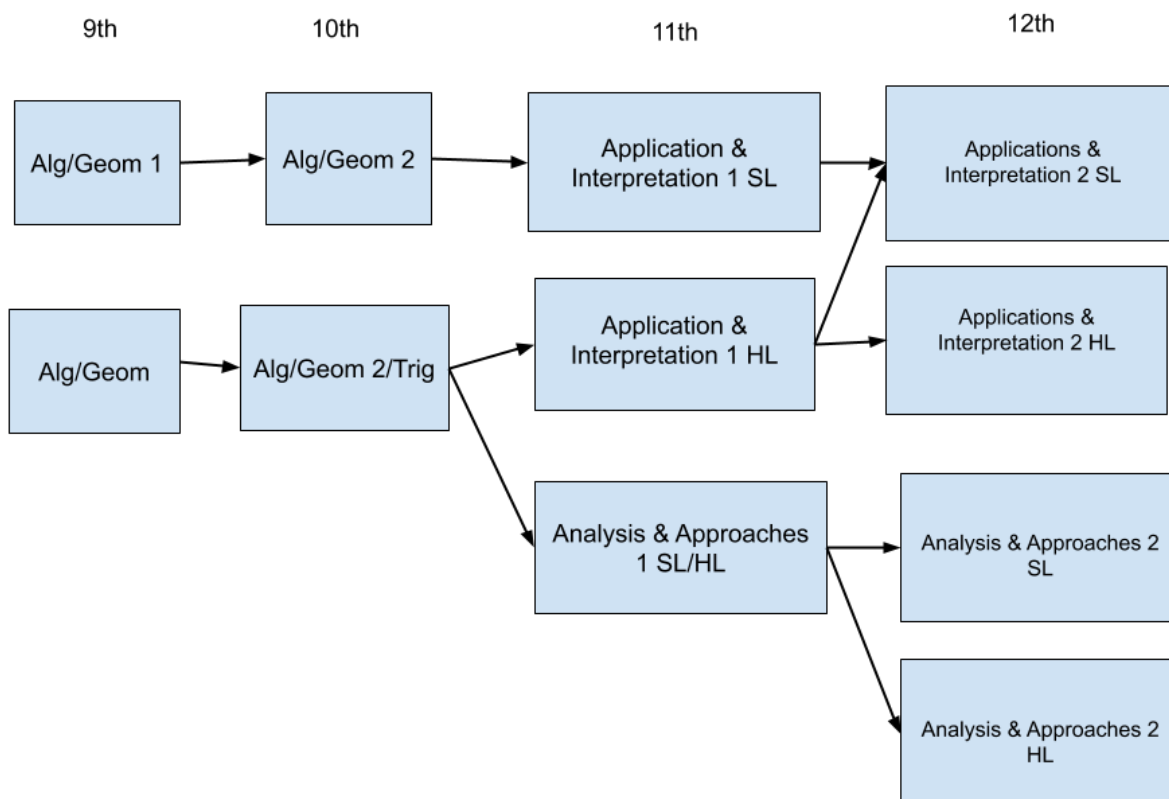 9th
10th
11th
12th
Alg/Geom 1
Alg/Geom 2
Application &
Interpretation 1 SL
Applications &
Interpretation 2 SL
Alg/Geom
Alg/Geom 2/Trig
Application &
Interpretation 1 HL
Applications &
Interpretation 2 HL
Analysis & Approaches
1 SL/HL
Analysis & Approaches 2
SL
Analysis & Approaches 2
HL